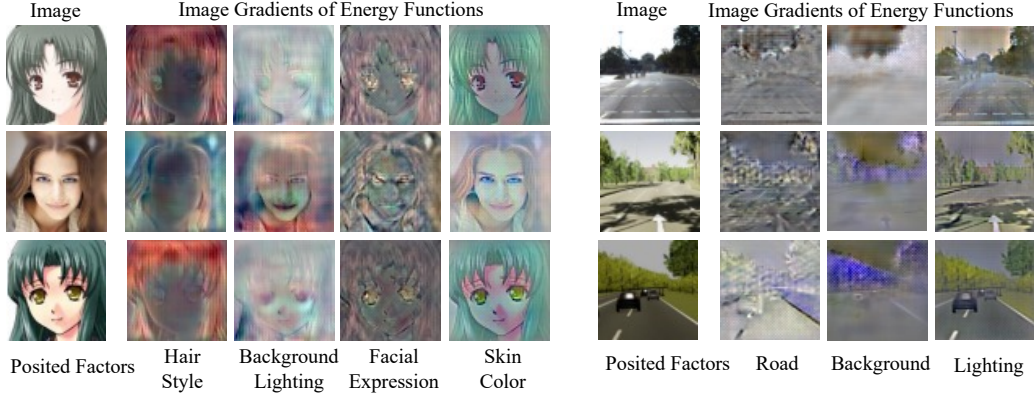 Image
Image Gradients of Energy Functions
Image
Image Gradients of Energy Functions
Posited Factors
Hair
Style
Background
Lighting
Facial
Expression
Skin
Color
Posited Factors
Road
Background
Lighting